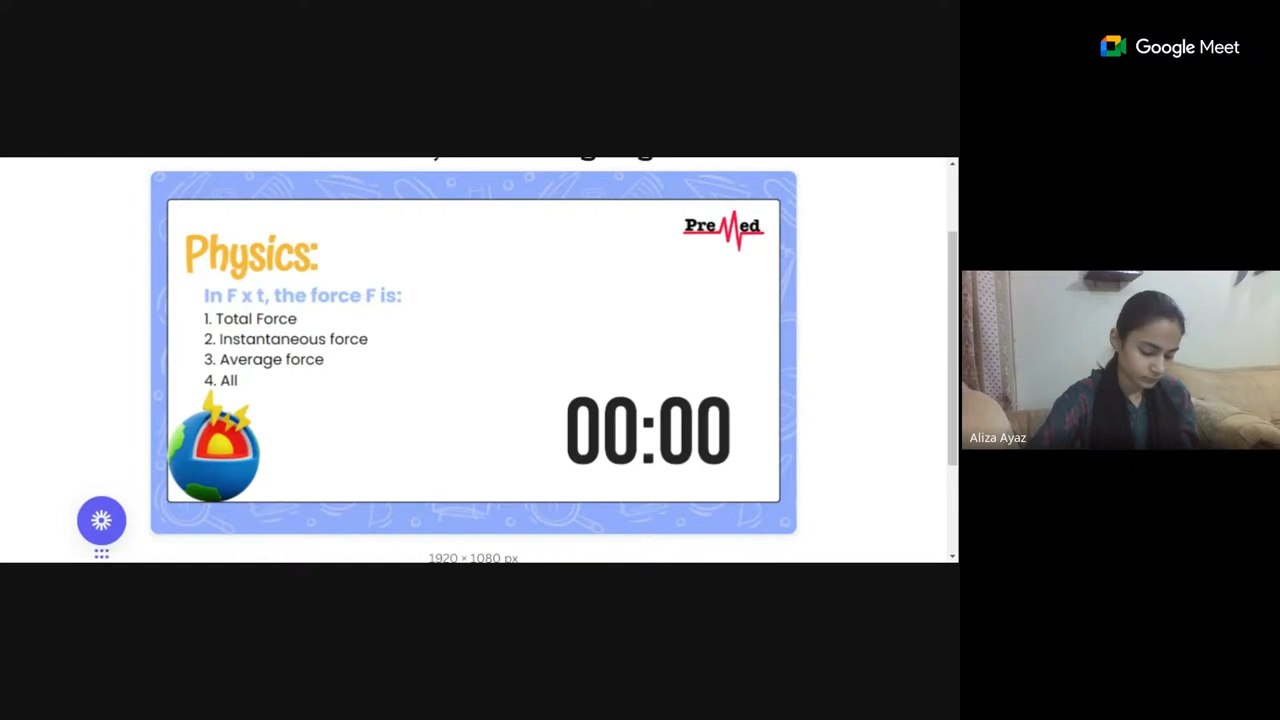 Google Meet
PreMed
Physics:
In F x t, the force F is:
1. Total Force
2. Instantaneous force
3. Average force
4. All
00:00
Aliza Ayaz
1920 × 1080 px